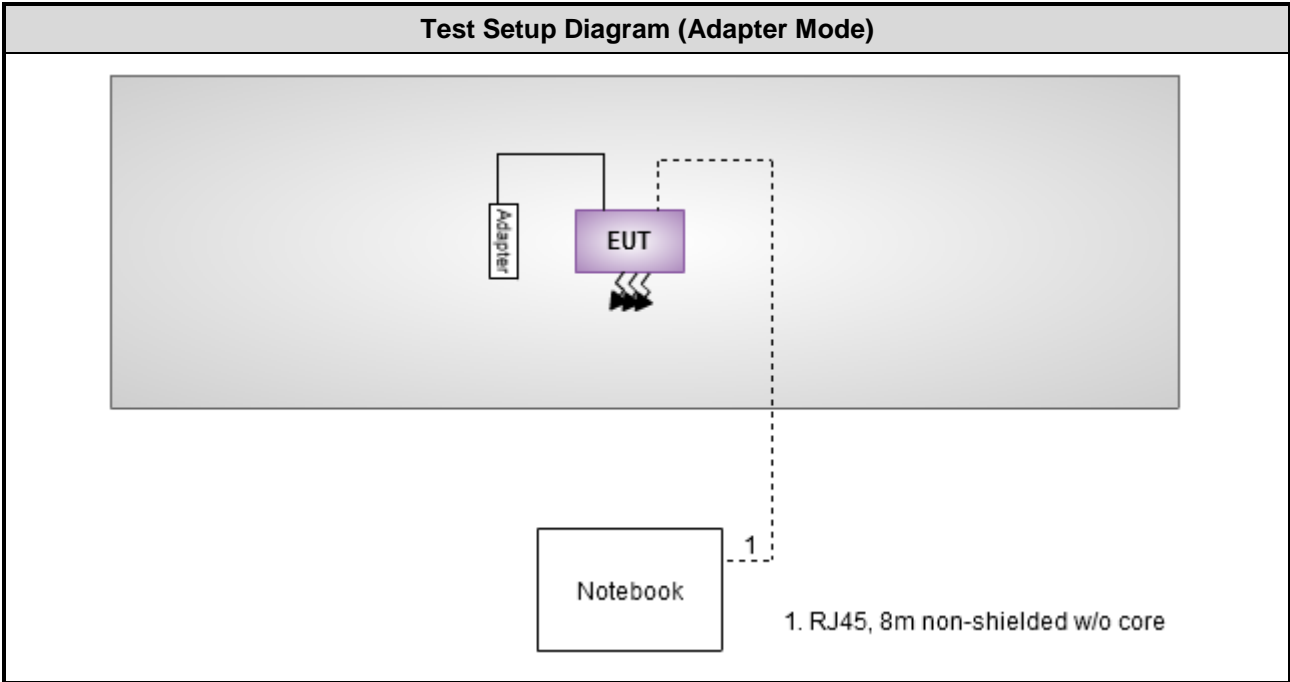 Test Setup Diagram (Adapter Mode)
Adapter
EUT
1
Notebook
1. RJ45, 8m non-shielded w/o core